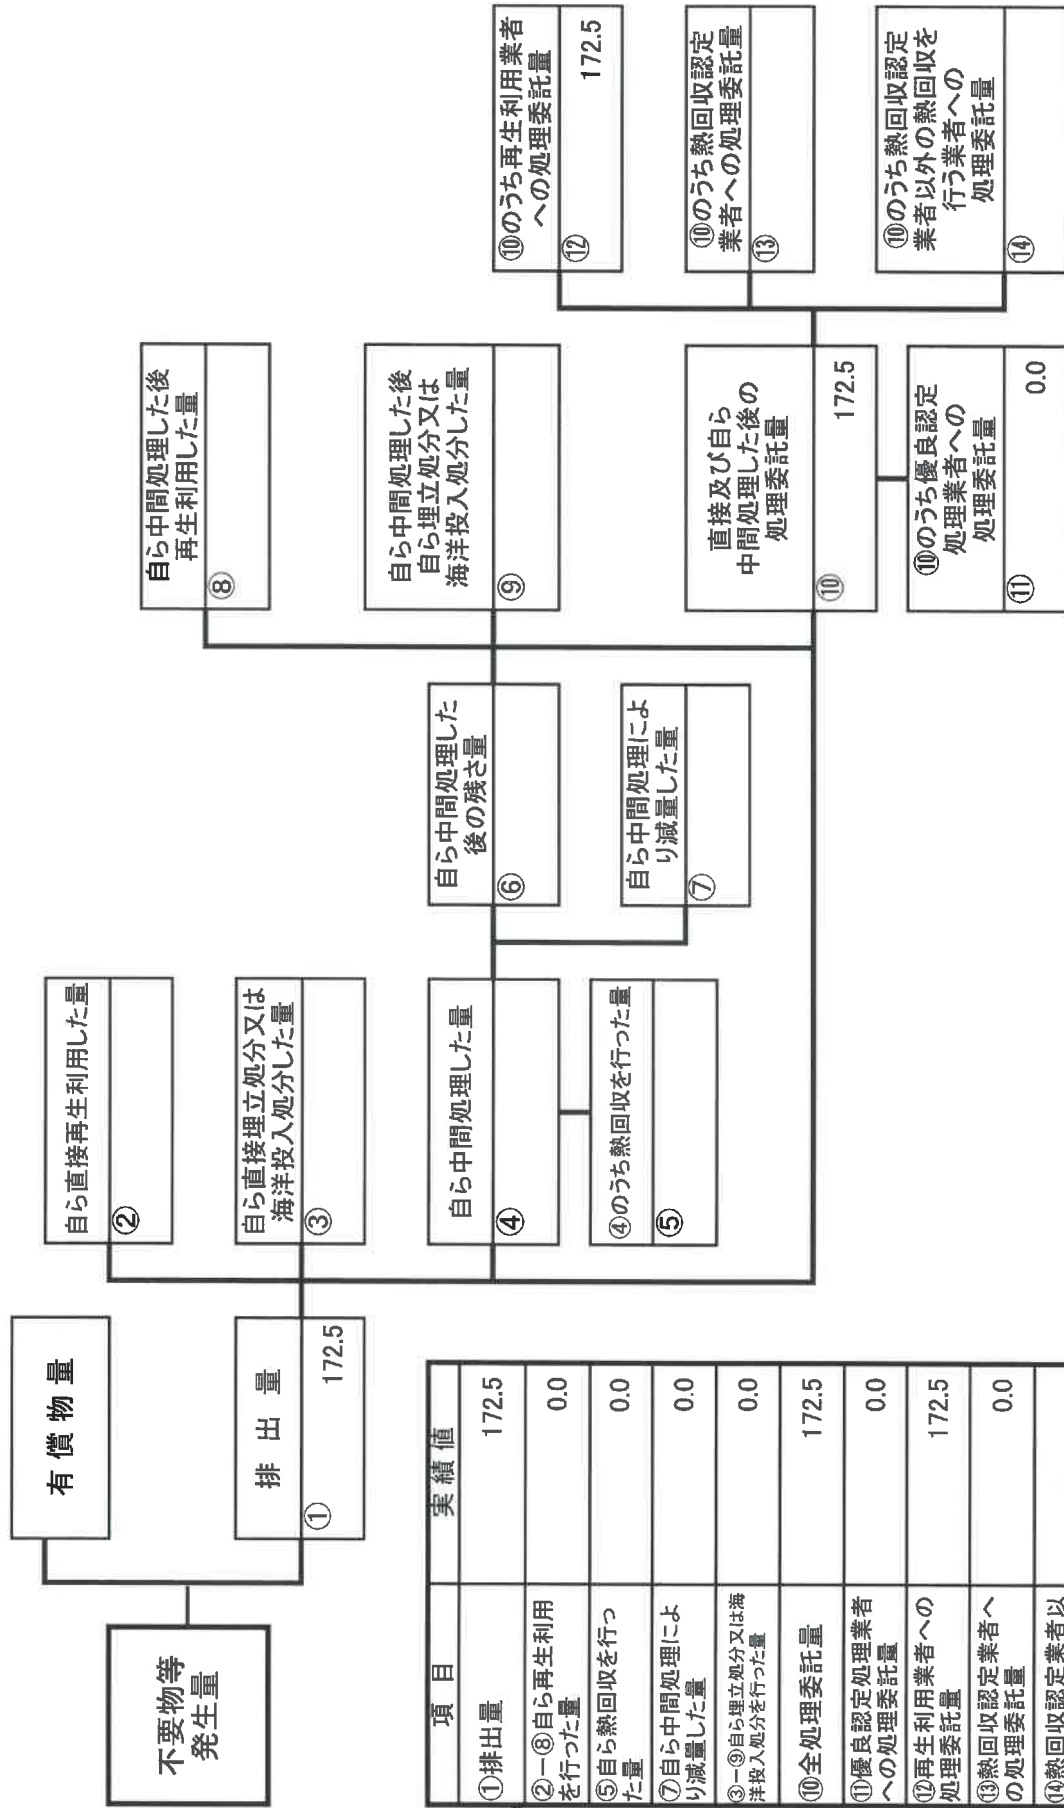 不要物等
発生量
有償物量
排出量
①
172.5
自ら直接再生利用した量
②
自ら直接埋立処分又は
海洋投入処分した量
③
自ら中間処理した量
④
④のうち熱回収を行った量
⑤
自ら中間処理した
後の残さ量
⑥
自ら中間処理によ
り減量した量
⑦
自ら中間処理した後
再生利用した量
⑧
自ら中間処理した後
自ら埋立処分又は
海洋投入処分した量
⑨
直接及び自ら
中間処理した後の
処理委託量
⑩
172.5
⑩のうち優良認定
処理業者への
処理委託量
⑪
0.0
⑩のうち再生利用業者
への処理委託量
⑫
172.5
⑩のうち熱回収認定
業者への処理委託量
⑬
⑩のうち熱回収認定
業者以外の熱回収を
行う業者への
処理委託量
⑭
項目 実績値
①排出量 172.5
②ー⑧自ら再生利用
を行った量 0.0
⑤自ら熱回収を行っ
た量 0.0
⑦自ら中間処理によ
り減量した量 0.0
③ー⑨自ら埋立処分又は海
洋投入処分を行った量 0.0
⑩全処理委託量 172.5
⑪優良認定処理業者
への処理委託量 0.0
⑫再生利用業者への
処理委託量 172.5
⑬熱回収認定業者へ
の処理委託量 0.0
⑭熱回収認定業者以